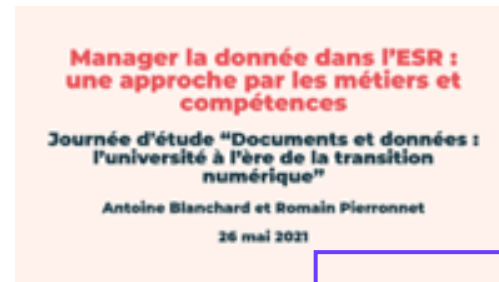 Manager la donnée dans l’ESR :
une approche par les métiers et
compétences
Journée d’étude “Documents et données :
l’université à l’ère de la transition
numérique”
Antoine Blanchard et Romain Pierronnet
26 mai 2021